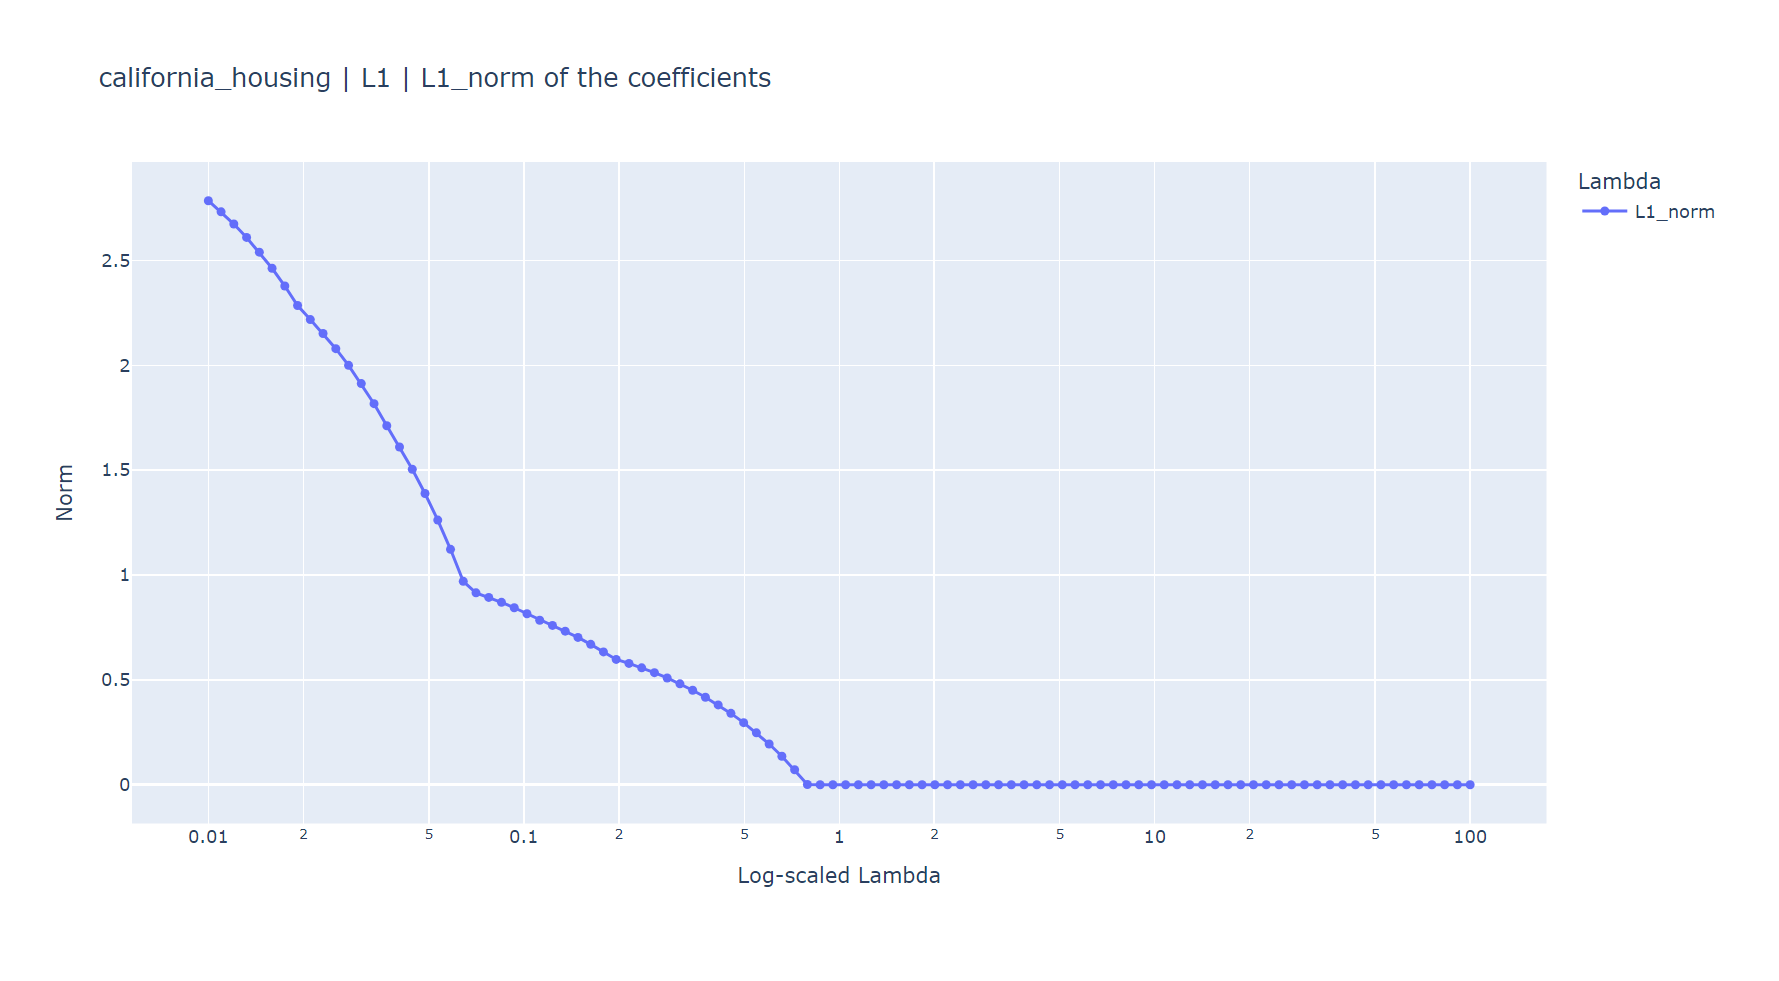 california_housing | L1 | L1_norm of the coefficients
Lambda
L1_norm
2.5
2
1.5
1
0.5
0
Norm
0.01 2 5 0.1 2 5 1 2 5 10 2 5 100
Log-scaled Lambda